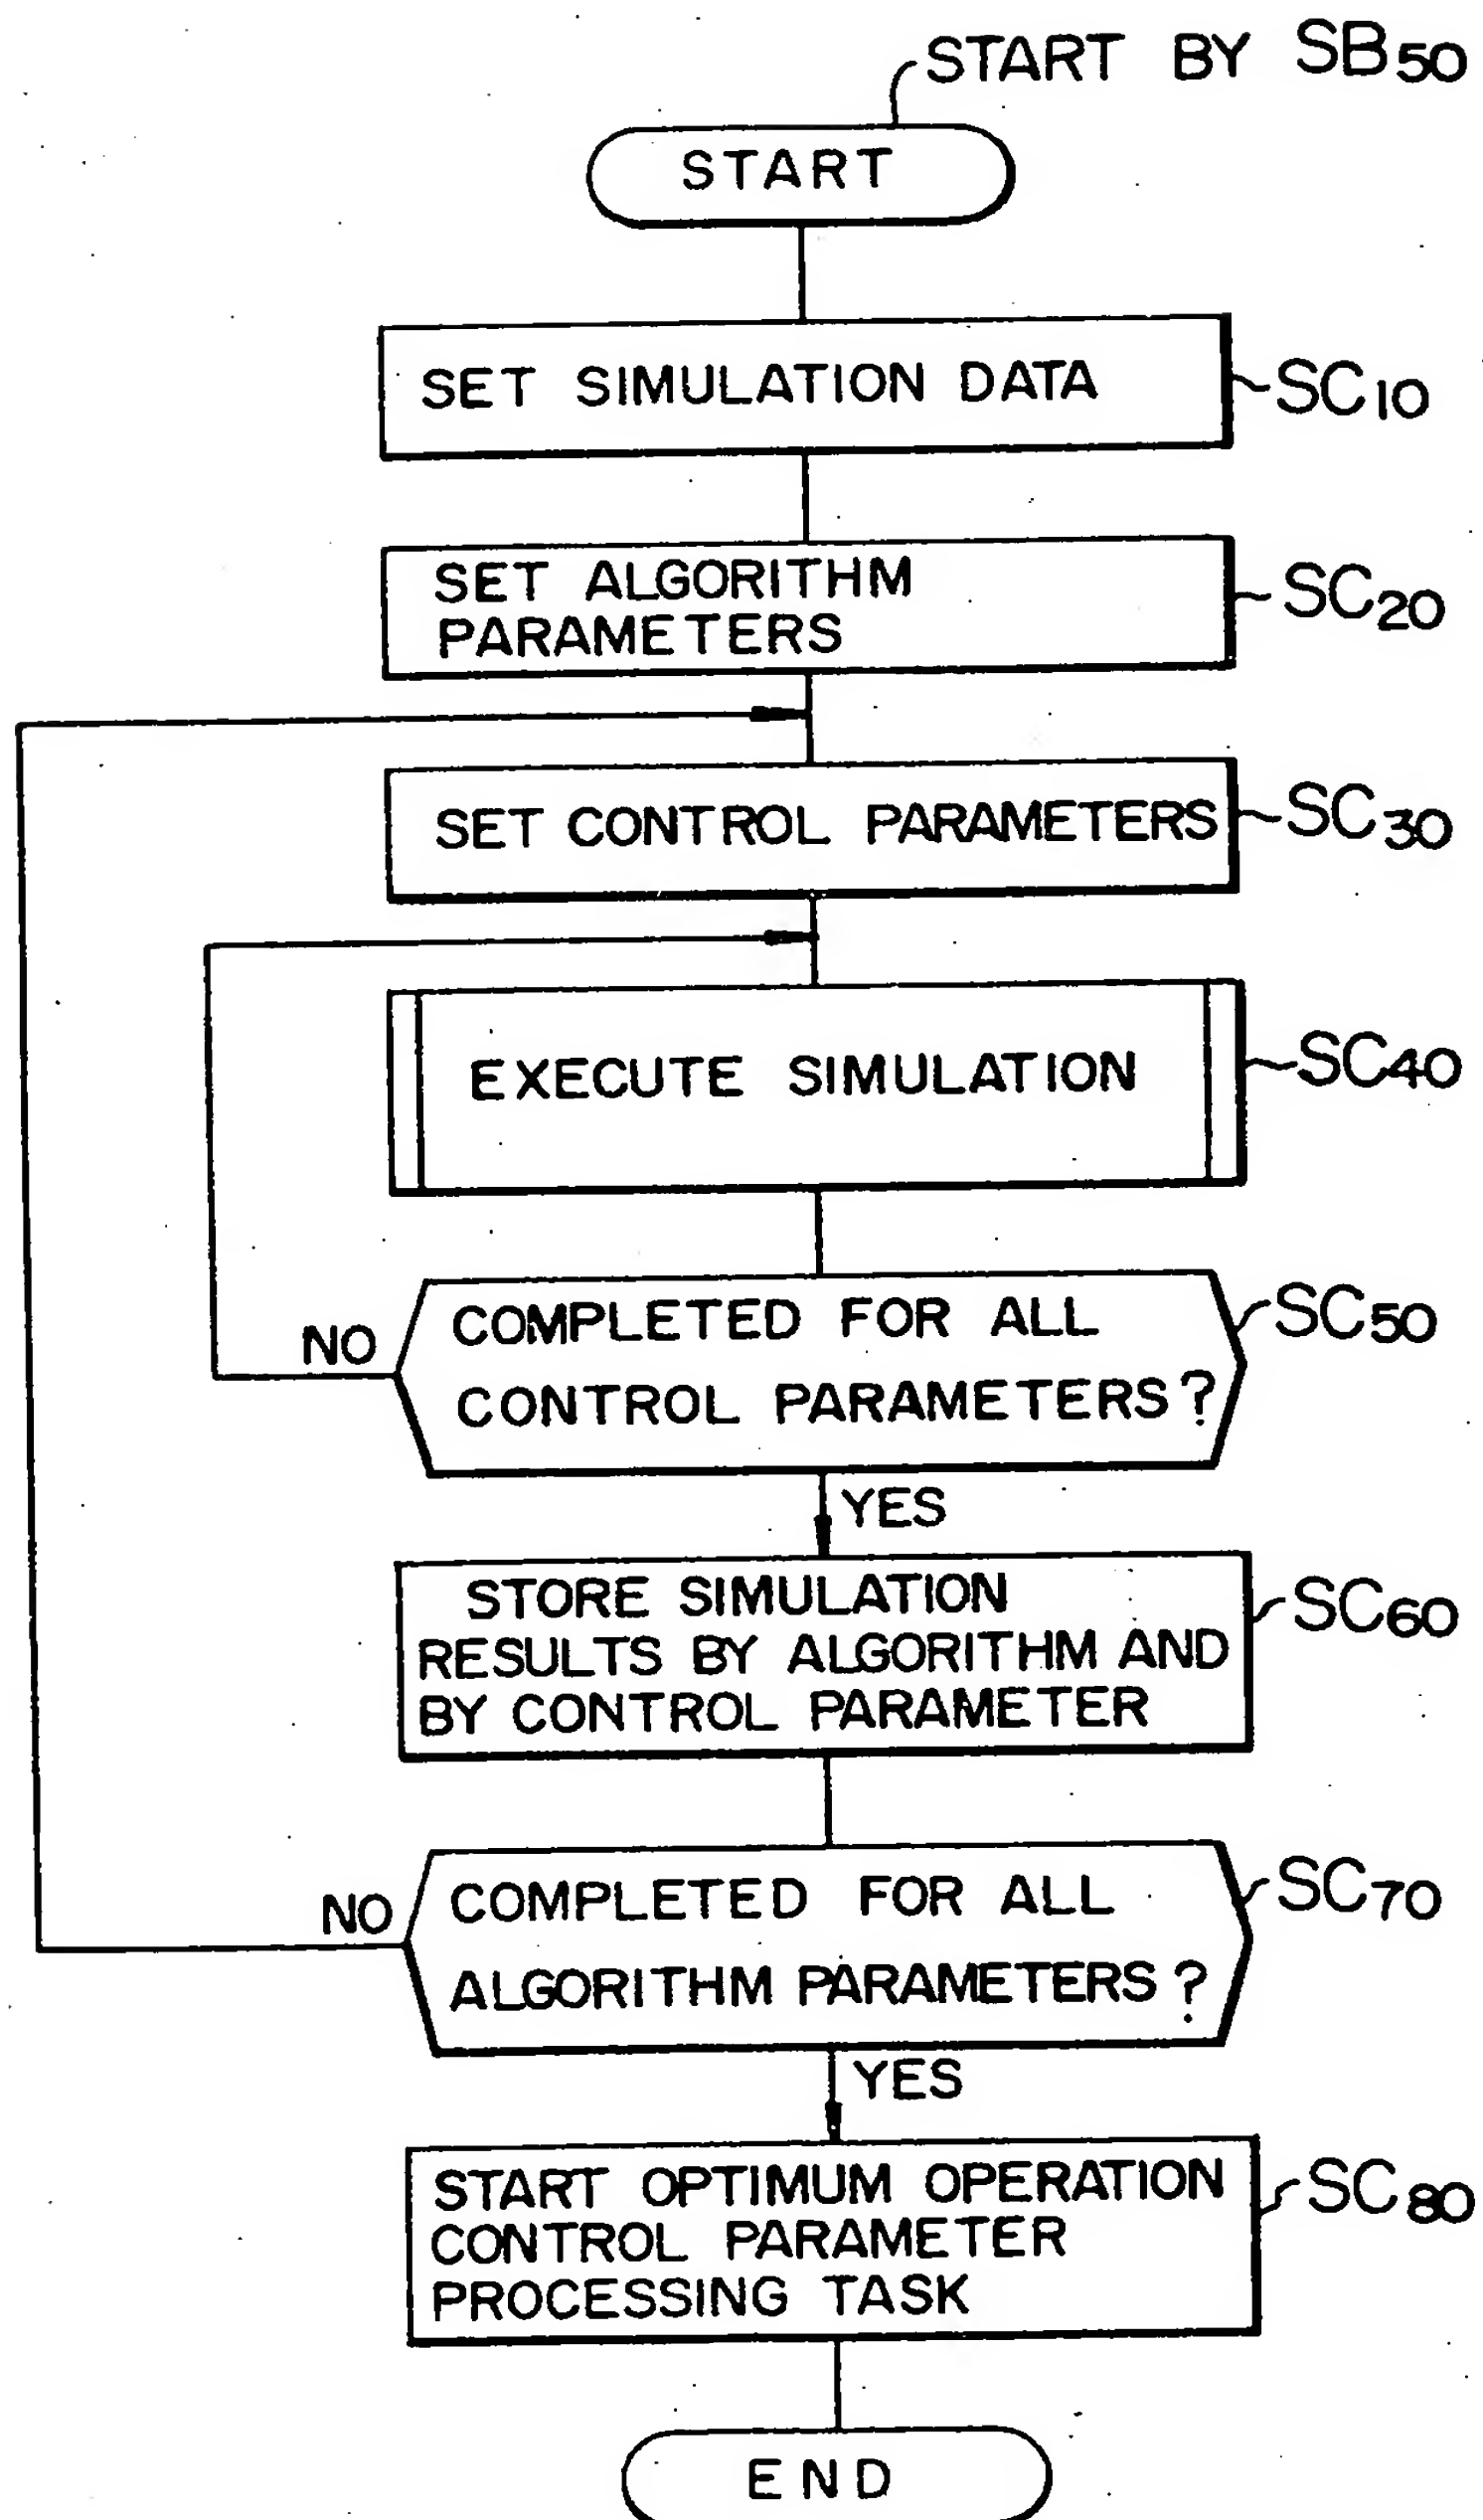 START BY SB50
START
SET SIMULATION DATA
SC10
SET ALGORITHM
PARAMETERS
SC20
SET CONTROL PARAMETERS
SC30
EXECUTE SIMULATION
SC40
COMPLETED FOR ALL
CONTROL PARAMETERS?
SC50
NO
YES
STORE SIMULATION
RESULTS BY ALGORITHM AND
BY CONTROL PARAMETER
SC60
COMPLETED FOR ALL
ALGORITHM PARAMETERS?
SC70
NO
YES
START OPTIMUM OPERATION
CONTROL PARAMETER
PROCESSING TASK
SC80
END